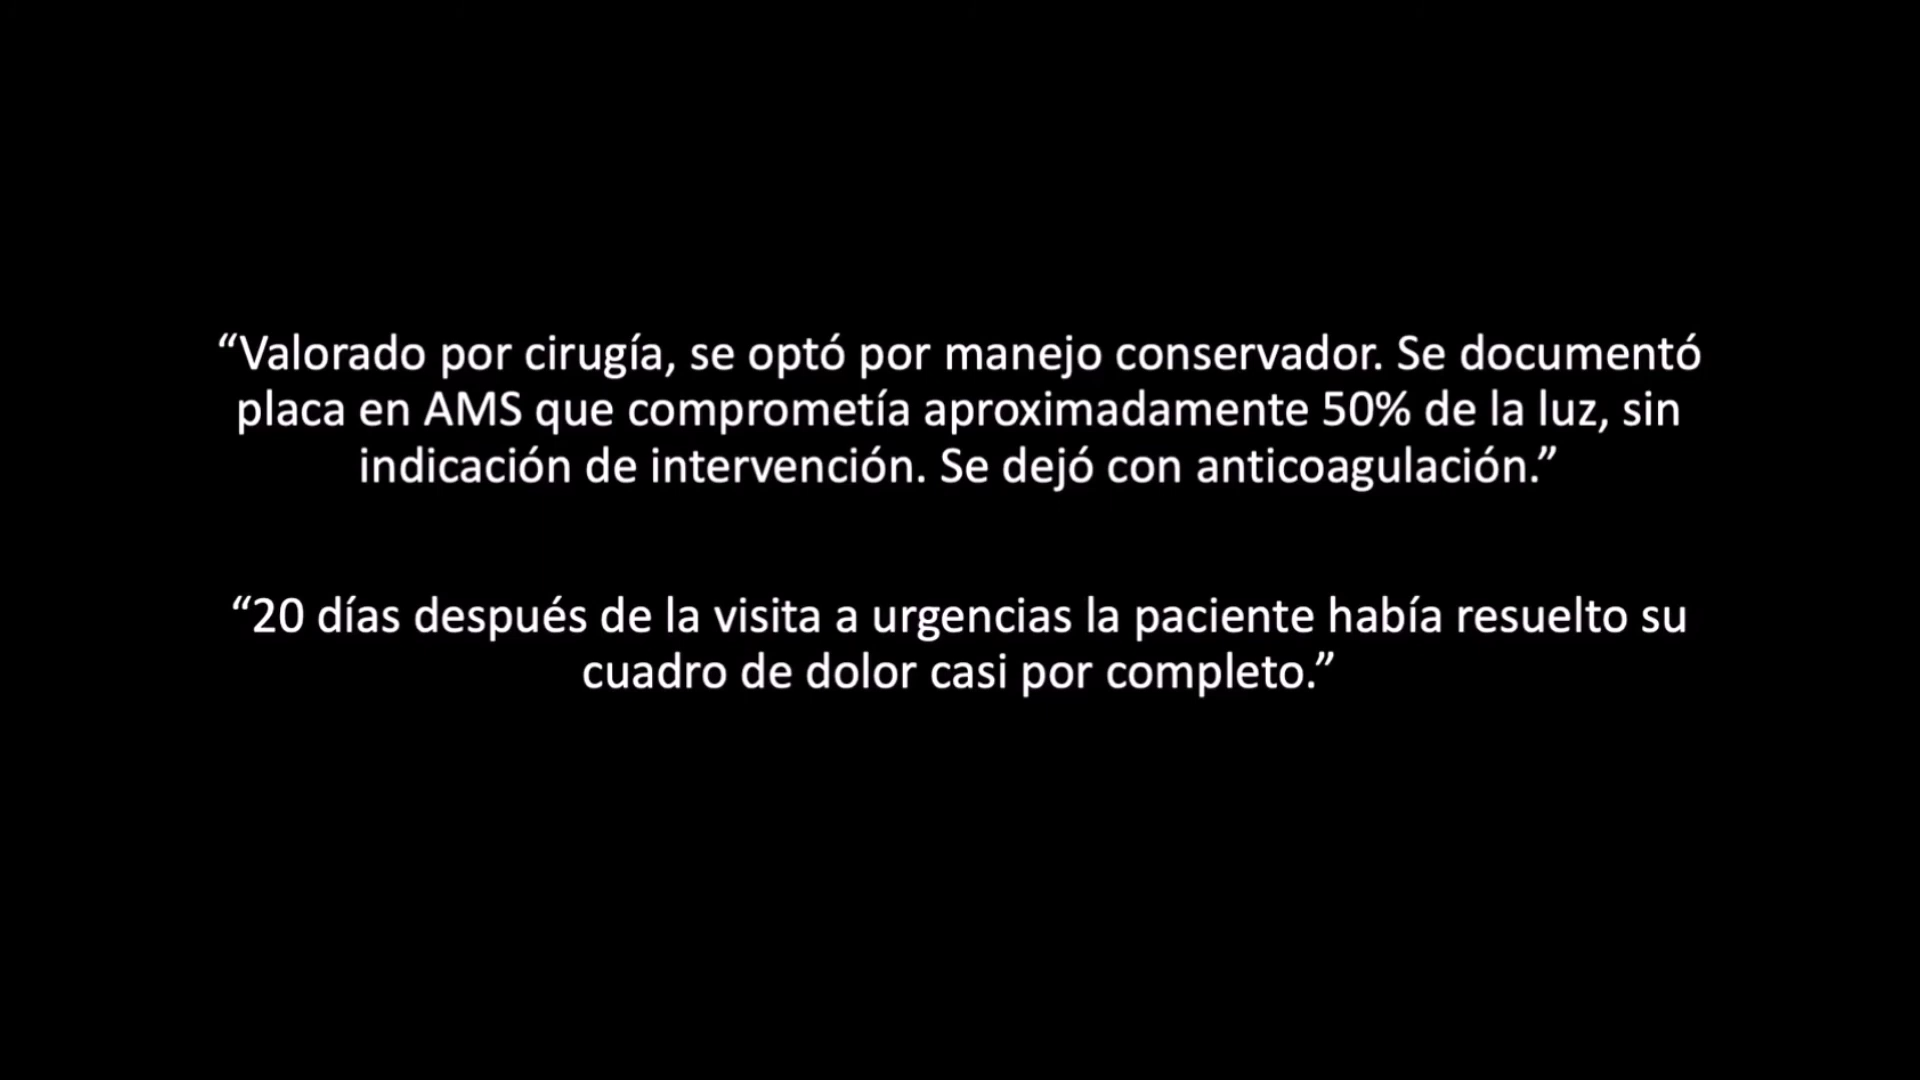 “Valorado por cirugía, se optó por manejo conservador. Se documentó
placa en AMS que comprometía aproximadamente 50% de la luz, sin
indicación de intervención. Se dejó con anticoagulación.”
“20 días después de la visita a urgencias la paciente había resuelto su
cuadro de dolor casi por completo.”